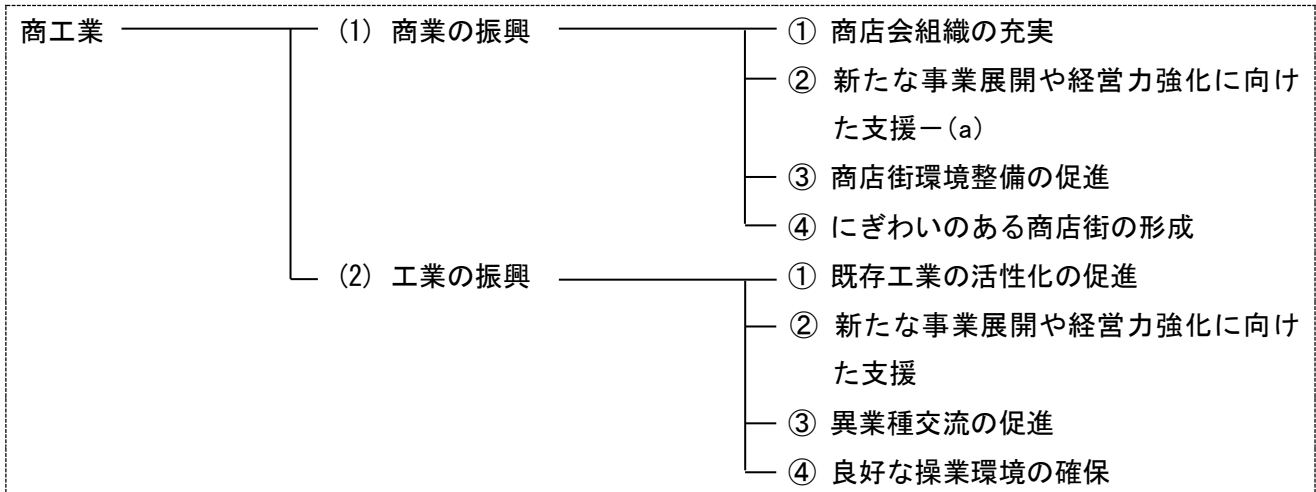 商工業
(1) 商業の振興
① 商店会組織の充実
② 新たな事業展開や経営力強化に向け
た支援－(a)
③ 商店街環境整備の促進
④ にぎわいのある商店街の形成
(2) 工業の振興
① 既存工業の活性化の促進
② 新たな事業展開や経営力強化に向け
た支援
③ 異業種交流の促進
④ 良好な操業環境の確保